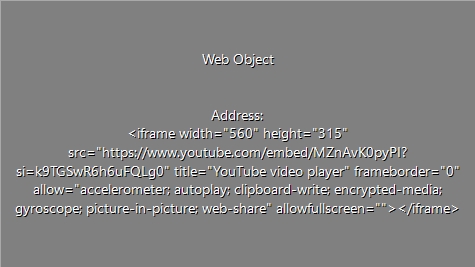 Web Object
Address:
<iframe width="560" height="315"
src="https://www.youtube.com/embed/MZnAvK0pyPI?
si=k9TGSwR6h6uFQLg0" title="YouTube video player" frameborder="0"
allow="accelerometer; autoplay; clipboard-write; encrypted-media;
gyroscope; picture-in-picture; web-share" allowfullscreen=""></iframe>